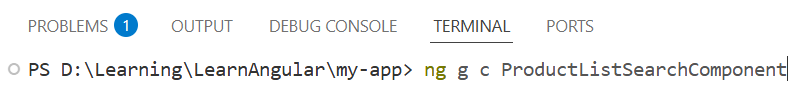 PROBLEMS 1 OUTPUT DEBUG CONSOLE TERMINAL PORTS
PS D:\Learning\LearnAngular\my-app> ng g c ProductListSearchComponent